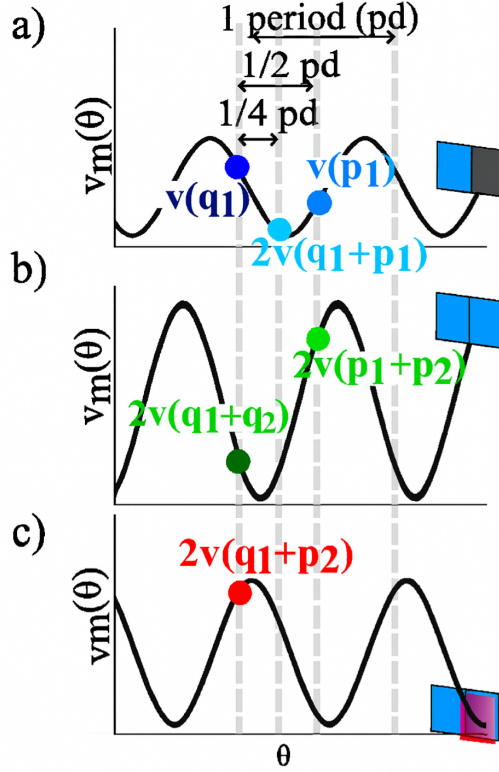 a)
1 period (pd)
1/2 pd
1/4 pd
vm(θ)
v(q1)
v(p1)
2v(q1+p1)
b)
vm(θ)
2v(p1+p2)
2v(q1+q2)
c)
2v(q1+p2)
vm(θ)
θ